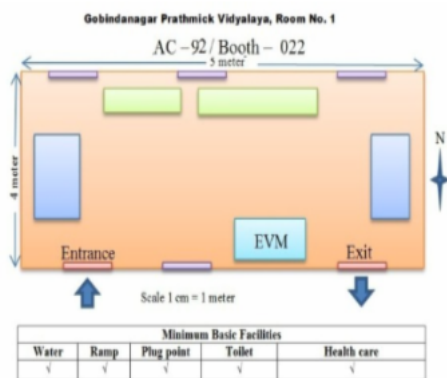 Gobindanagar Prathmick Vidyalaya, Room No. 1
AC – 92 / Booth – 022
5 meter
4 meter
N
EVM
Entrance
Exit
Scale 1 cm = 1 meter
Minimum Basic Facilities
Water Ramp Plug point Toilet Health care
√ √ √ √ √